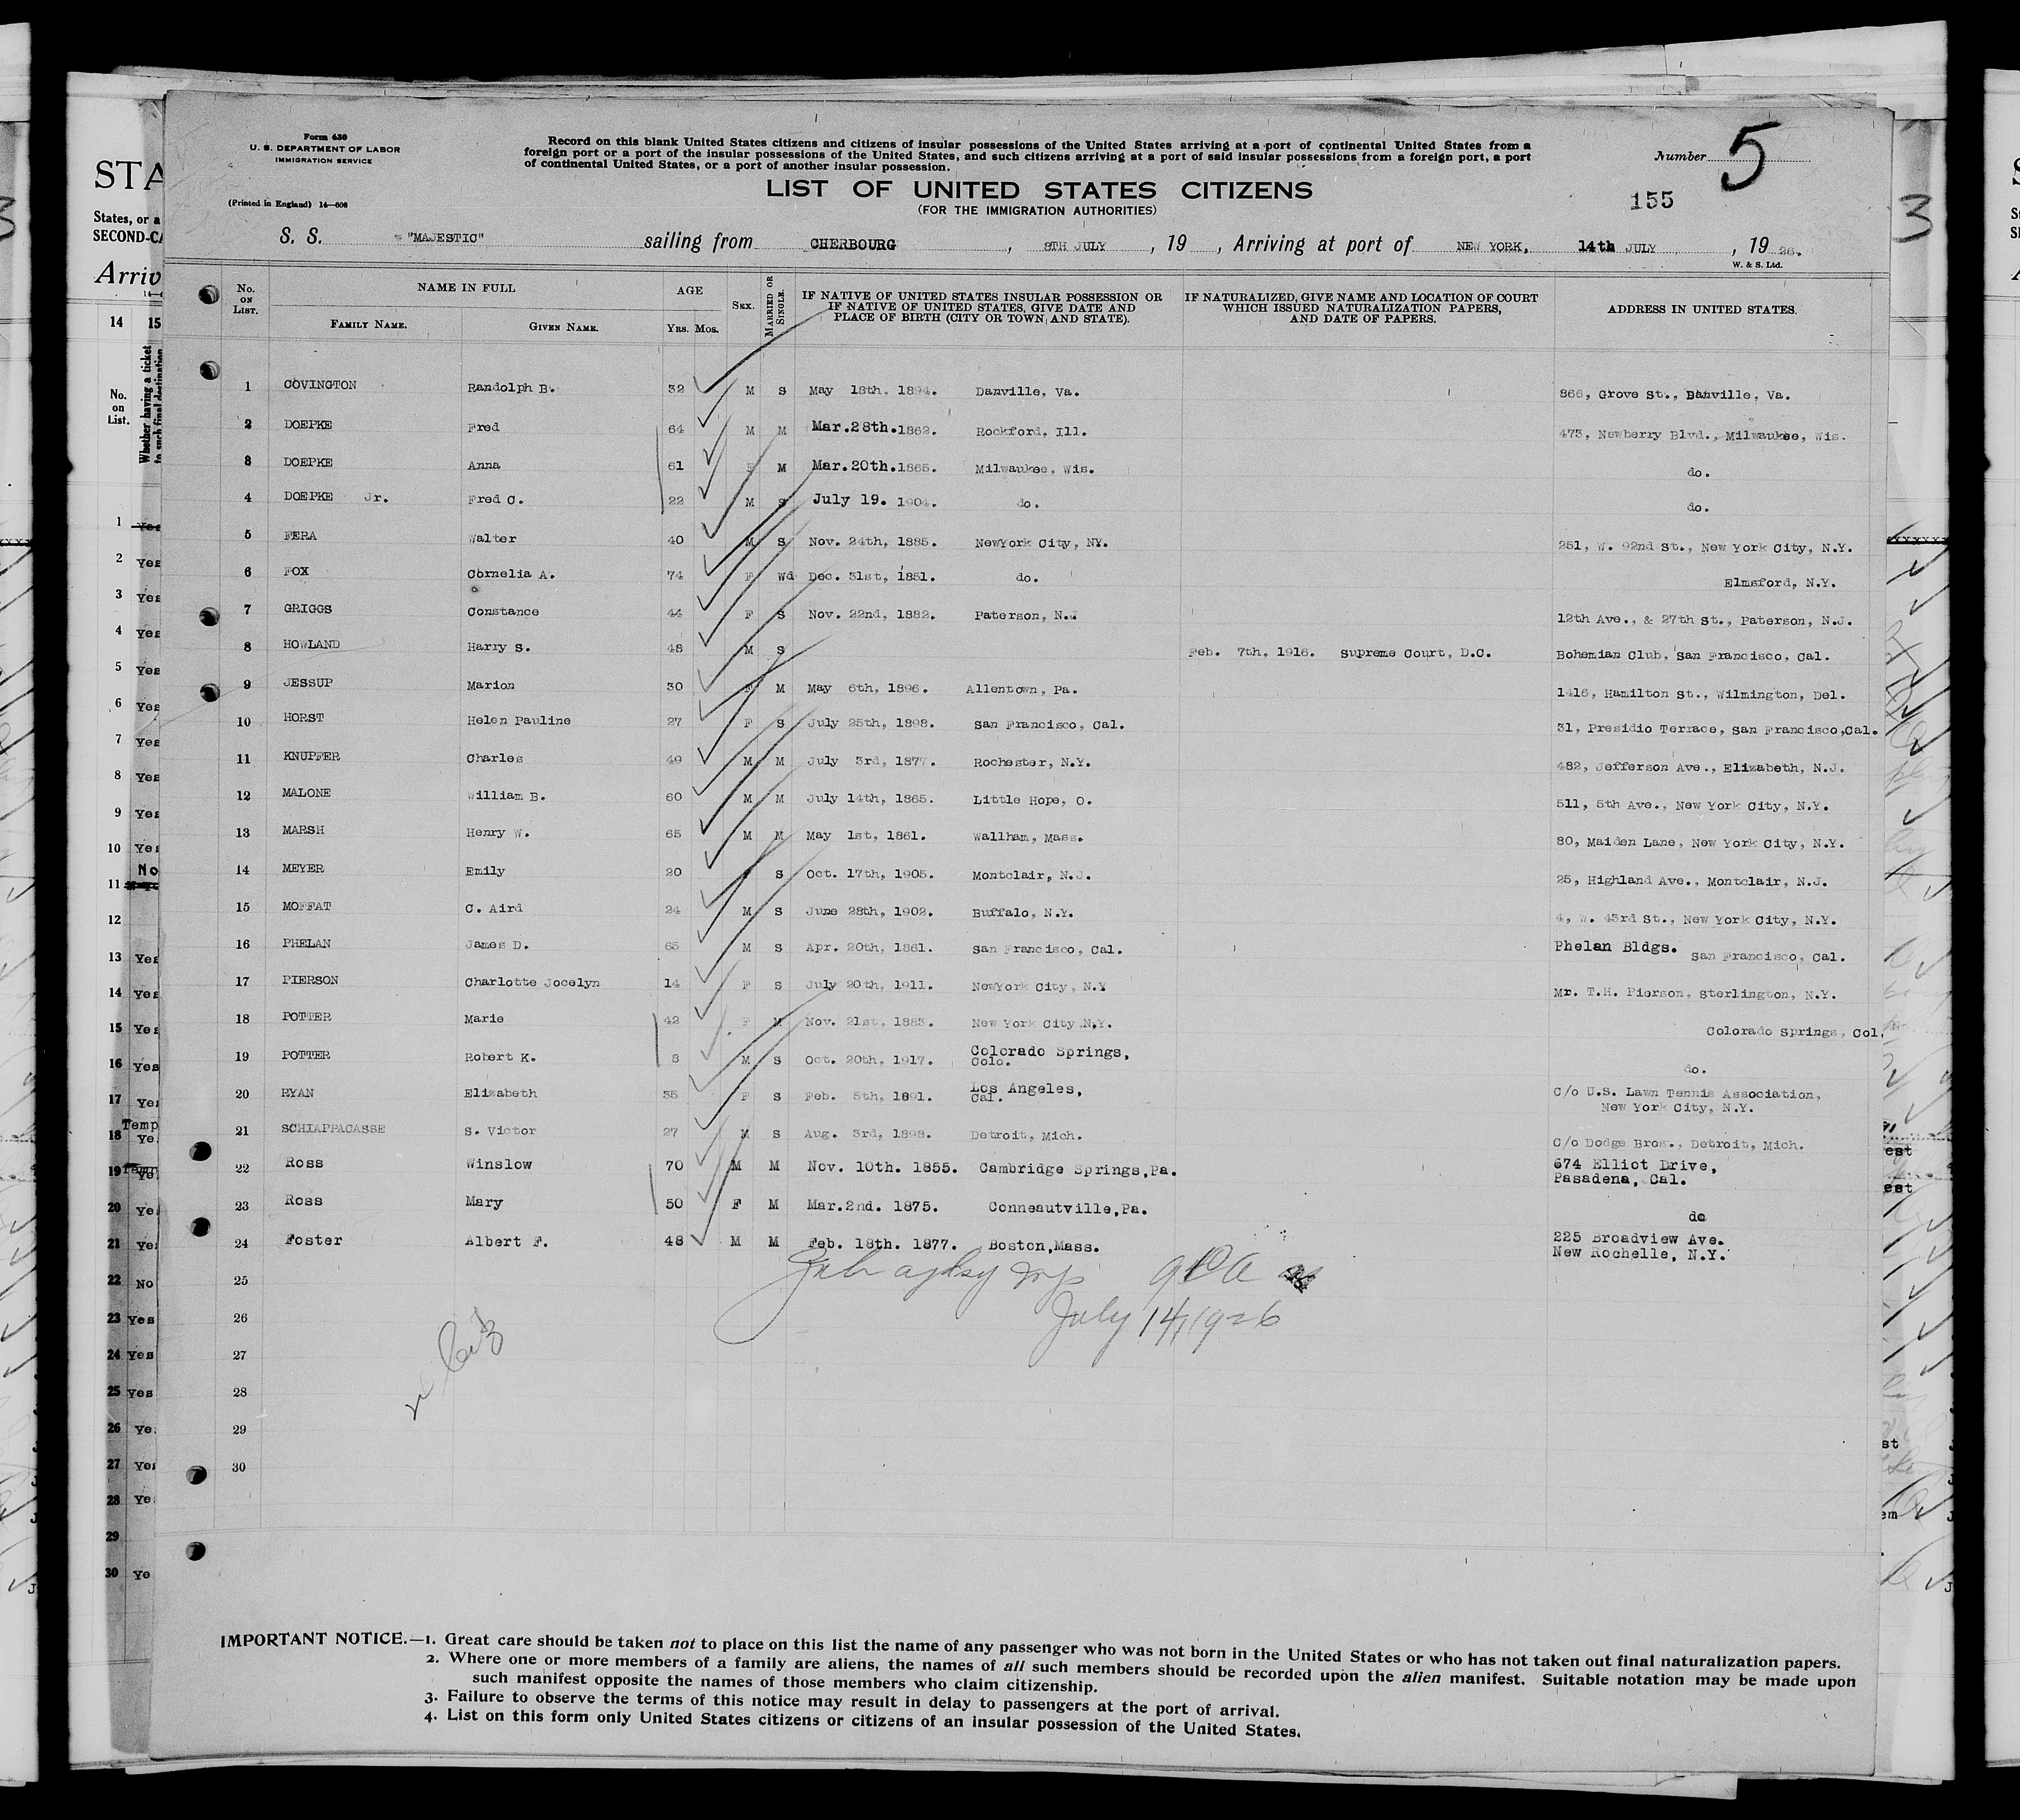 Form 430
U. S. DEPARTMENT OF LABOR
IMMIGRATION SERVICE
(Printed in England) 14—608
Record on this blank United States citizens and citizens of insular possessions of the United States arriving at a port of continental United States from a
foreign port or a port of the insular possessions of the United States, and such citizens arriving at a port of said insular possessions from a foreign port, a port
of continental United States, or a port of another insular possession.
Number 5
155
LIST OF UNITED STATES CITIZENS
(FOR THE IMMIGRATION AUTHORITIES)
S. S. "MAJESTIC" sailing from CHERBOURG, 8TH JULY, 19 , Arriving at port of NEW YORK, 14th JULY, 1926.
W. & S. Ltd.
No. on List. NAME IN FULL AGE Sex. Married or Single. IF NATIVE OF UNITED STATES INSULAR POSSESSION OR IF NATIVE OF UNITED STATES, GIVE DATE AND PLACE OF BIRTH (CITY OR TOWN, AND STATE). IF NATURALIZED, GIVE NAME AND LOCATION OF COURT WHICH ISSUED NATURALIZATION PAPERS, AND DATE OF PAPERS. ADDRESS IN UNITED STATES.
Family Name. Given Name. Yrs. Mos.
1 COVINGTON Randolph B. 32 M S May 18th, 1894. Danville, Va. 866, Grove St., Danville, Va.
2 DOEPKE Fred 64 M M Mar.28th.1862. Rockford, Ill. 473, Newberry Blvd., Milwaukee, Wis.
3 DOEPKE Anna 61 F M Mar.20th.1865. Milwaukee, Wis. do.
4 DOEPKE Jr. Fred C. 22 M S July 19. 1904. do. do.
5 FERA Walter 40 M S Nov. 24th, 1885. NewYork City, NY. 251, W. 92nd St., New York City, N.Y.
6 FOX Cornelia A. 74 F Wd Dec. 31st, 1851. do. Elmsford, N.Y.
7 GRIGGS Constance 44 F S Nov. 22nd, 1882. Paterson, N.J 12th Ave., & 27th St., Paterson, N.J.
8 HOWLAND Harry S. 48 M S Feb. 7th, 1916. Supreme Court, D.C. Bohemian Club, San Francisco, Cal.
9 JESSUP Marion 30 F M May 6th, 1896. Allentown, Pa. 1416, Hamilton St., Wilmington, Del.
10 HORST Helen Pauline 27 F S July 25th, 1898. San Francisco, Cal. 31, Presidio Terrace, San Francisco,Cal.
11 KNUPFER Charles 49 M M July 3rd, 1877. Rochester, N.Y. 482, Jefferson Ave., Elizabeth, N.J.
12 MALONE William B. 60 M M July 14th, 1865. Little Hope, O. 511, 5th Ave., New York City, N.Y.
13 MARSH Henry W. 65 M M May 1st, 1861. Wallham, Mass. 80, Maiden Lane, New York City, N.Y.
14 MEYER Emily 20 S Oct. 17th, 1905. Montclair, N.J. 25, Highland Ave., Montclair, N.J.
15 MOFFAT C. Aird 24 M S June 28th, 1902. Buffalo, N.Y. 4, W. 43rd St., New York City, N.Y.
16 PHELAN James D. 65 M S Apr. 20th, 1861. San Francisco, Cal. Phelan Bldgs. San Francisco, Cal.
17 PIERSON Charlotte Jocelyn 14 F S July 20th, 1911. NewYork City, N.Y Mr. T.H. Pierson, Sterlington, N.Y.
18 POTTER Marie 42 F M Nov. 21st, 1883. New York City,N.Y. Colorado Springs, Col.
19 POTTER Robert K. 8 M S Oct. 20th, 1917. Colorado Springs, Colo. do.
20 RYAN Elizabeth 35 F S Feb. 5th, 1891. Los Angeles, Cal. C/o U.S. Lawn Tennis Association, New York City, N.Y.
21 SCHIAPPACASSE S. Victor 27 M S Aug. 3rd, 1898. Detroit, Mich. C/o Dodge Bros., Detroit, Mich.
22 Ross Winslow 70 M M Nov. 10th. 1855. Cambridge Springs,Pa. 674 Elliot Drive, Pasadena, Cal.
23 Ross Mary 50 F M Mar.2nd. 1875. Conneautville,Pa. do
24 Foster Albert F. 48 M M Feb. 18th. 1877. Boston,Mass. 225 Broadview Ave. New Rochelle, N.Y.
25
July 14, 1926
26
27
28
29
30
IMPORTANT NOTICE.—1. Great care should be taken not to place on this list the name of any passenger who was not born in the United States or who has not taken out final naturalization papers.
2. Where one or more members of a family are aliens, the names of all such members should be recorded upon the alien manifest. Suitable notation may be made upon
such manifest opposite the names of those members who claim citizenship.
3. Failure to observe the terms of this notice may result in delay to passengers at the port of arrival.
4. List on this form only United States citizens or citizens of an insular possession of the United States.